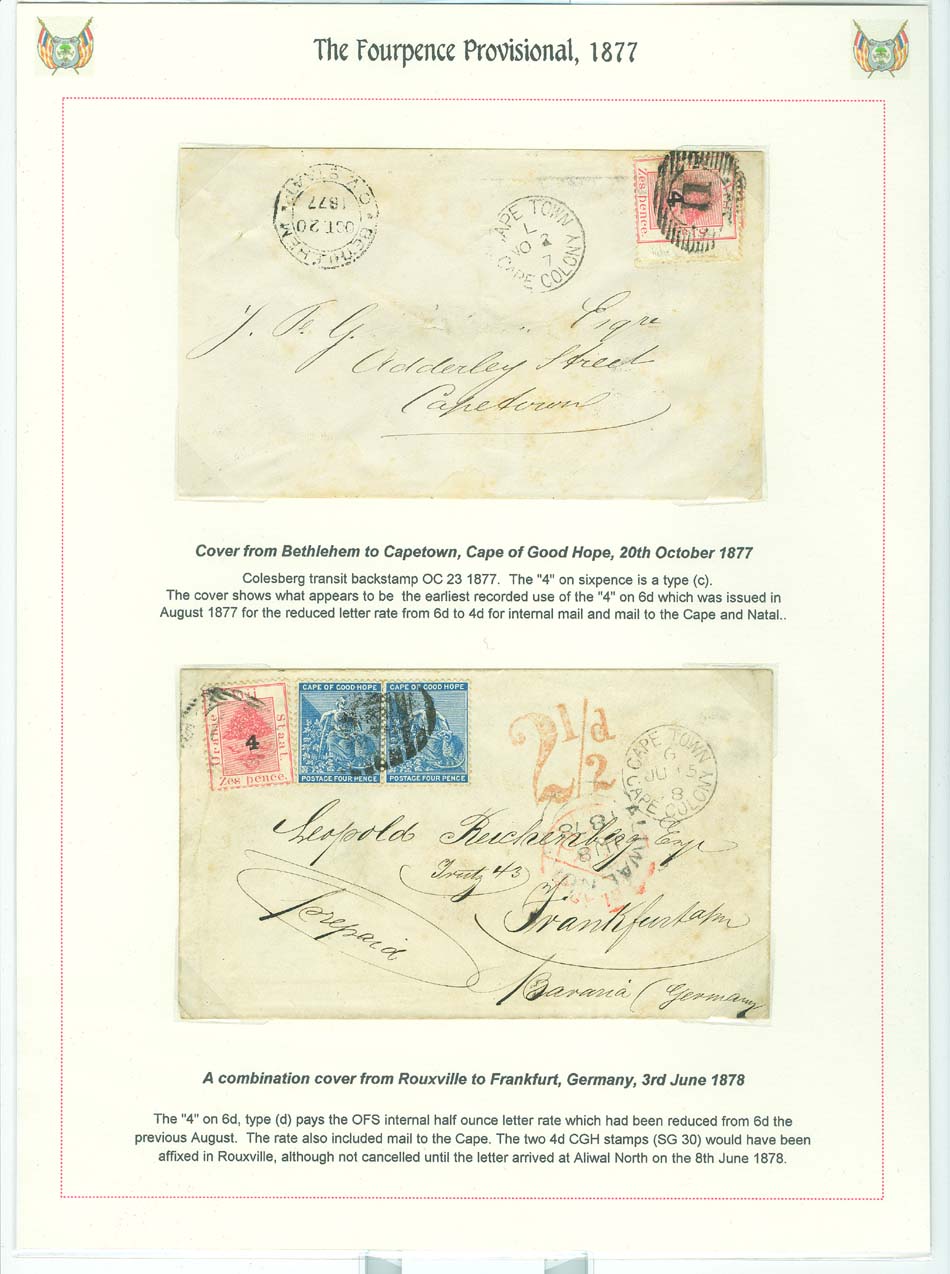 The Fourpence Provisional, 1877
BETHLEHEM
O.V. STAAT
OCT. 20
1877
CAPE TOWN
L
NO 2
7
CAPE COLONY
Zes pence.
4
J.
Esqre
Adderley Street
Capetown
Cover from Bethlehem to Capetown, Cape of Good Hope, 20th October 1877
Colesberg transit backstamp OC 23 1877. The "4" on sixpence is a type (c).
The cover shows what appears to be the earliest recorded use of the "4" on 6d which was issued in
August 1877 for the reduced letter rate from 6d to 4d for internal mail and mail to the Cape and Natal..
Oranje
Staat.
4
Zes pence.
CAPE OF GOOD HOPE
POSTAGE FOUR PENCE
CAPE OF GOOD HOPE
POSTAGE FOUR PENCE
2 1/2 d
CAPE TOWN
JU 15
8
CAPE COLONY
Leopold Reichenberg Esqr
43
ALIWAL
Frankfurt a/m
prepaid
Bavaria (Germany
A combination cover from Rouxville to Frankfurt, Germany, 3rd June 1878
The "4" on 6d, type (d) pays the OFS internal half ounce letter rate which had been reduced from 6d the
previous August. The rate also included mail to the Cape. The two 4d CGH stamps (SG 30) would have been
affixed in Rouxville, although not cancelled until the letter arrived at Aliwal North on the 8th June 1878.